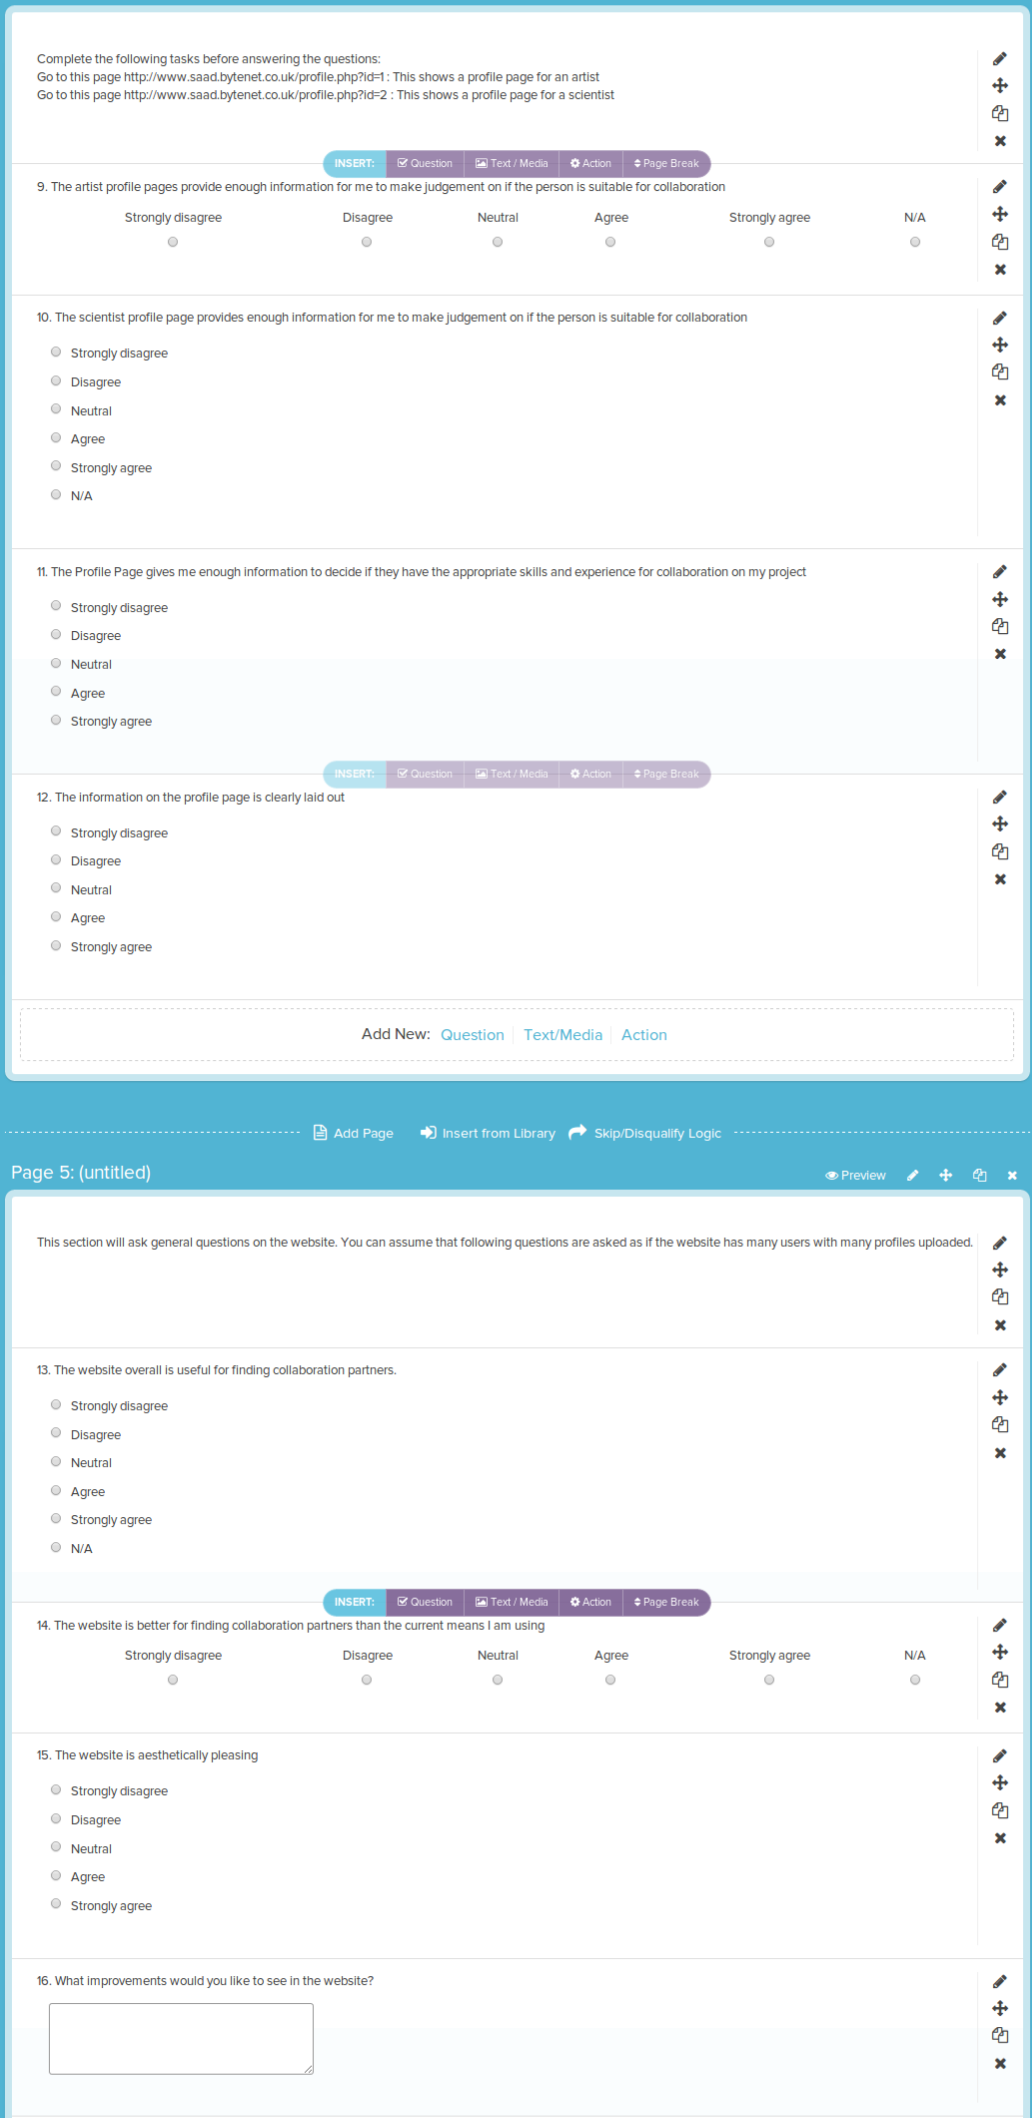 Complete the following tasks before answering the questions:
Go to this page http://www.saad.bytenet.co.uk/profile.php?id=1 : This shows a profile page for an artist
Go to this page http://www.saad.bytenet.co.uk/profile.php?id=2 : This shows a profile page for a scientist
INSERT: Question Text / Media Action Page Break
9. The artist profile pages provide enough information for me to make judgement on if the person is suitable for collaboration
Strongly disagree Disagree Neutral Agree Strongly agree N/A
10. The scientist profile page provides enough information for me to make judgement on if the person is suitable for collaboration
Strongly disagree
Disagree
Neutral
Agree
Strongly agree
N/A
11. The Profile Page gives me enough information to decide if they have the appropriate skills and experience for collaboration on my project
Strongly disagree
Disagree
Neutral
Agree
Strongly agree
INSERT: Question Text / Media Action Page Break
12. The information on the profile page is clearly laid out
Strongly disagree
Disagree
Neutral
Agree
Strongly agree
Add New: Question Text/Media Action
Add Page Insert from Library Skip/Disqualify Logic
Page 5: (untitled) Preview
This section will ask general questions on the website. You can assume that following questions are asked as if the website has many users with many profiles uploaded.
13. The website overall is useful for finding collaboration partners.
Strongly disagree
Disagree
Neutral
Agree
Strongly agree
N/A
INSERT: Question Text / Media Action Page Break
14. The website is better for finding collaboration partners than the current means I am using
Strongly disagree Disagree Neutral Agree Strongly agree N/A
15. The website is aesthetically pleasing
Strongly disagree
Disagree
Neutral
Agree
Strongly agree
16. What improvements would you like to see in the website?